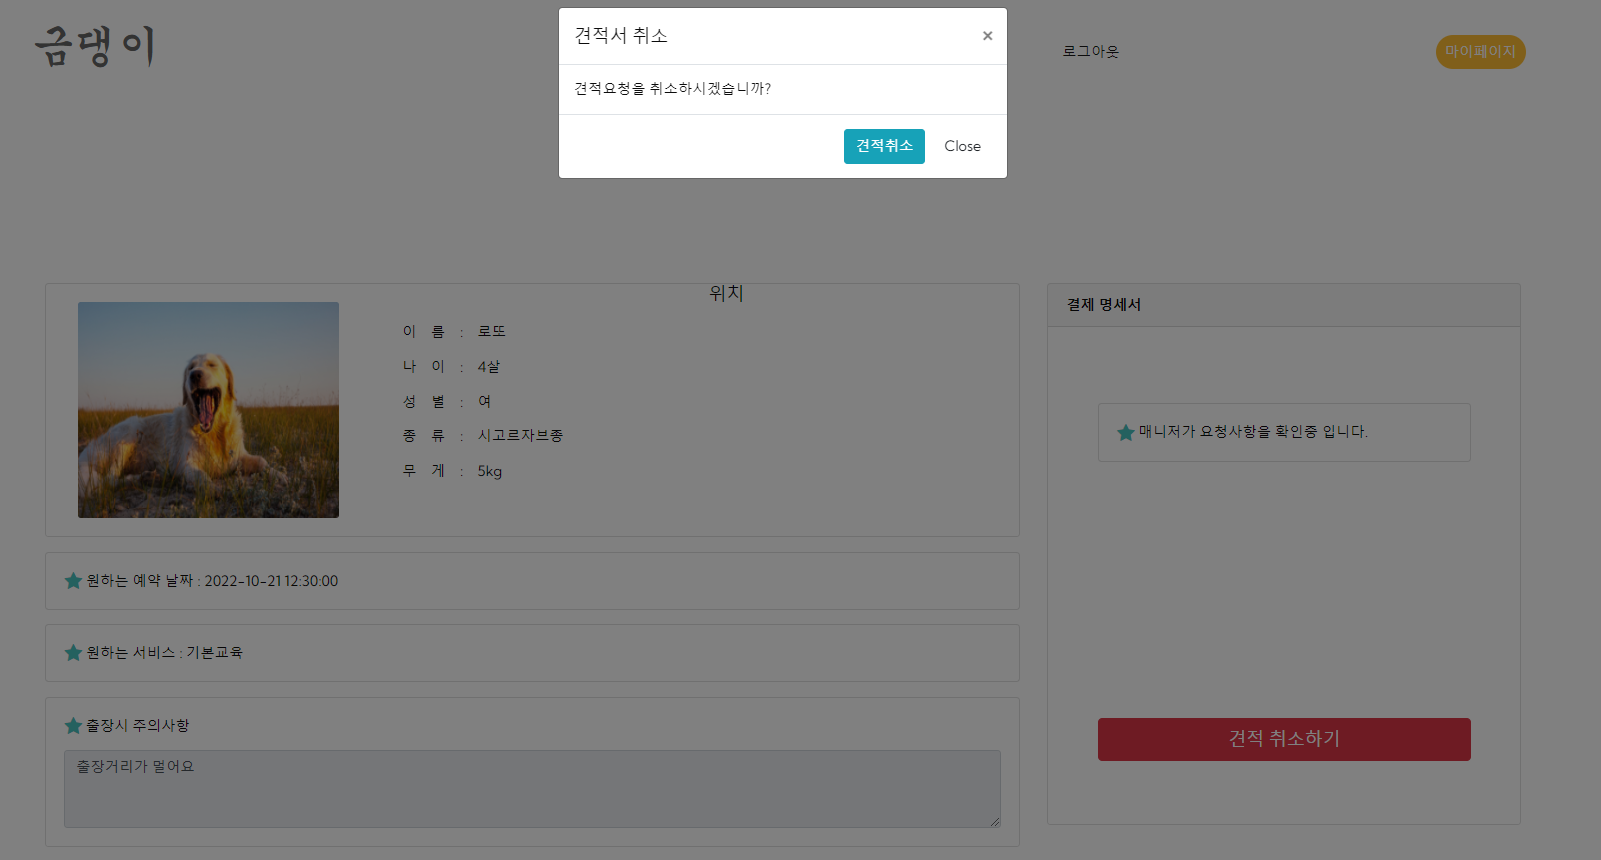 금댕이
로그아웃
마이페이지
견적서 취소
×
견적요청을 취소하시겠습니까?
견적취소
Close
위치
이 름 : 로또
나 이 : 4살
성 별 : 여
종 류 : 시고르자브종
무 게 : 5kg
원하는 예약 날짜 : 2022-10-21 12:30:00
원하는 서비스 : 기본교육
출장시 주의사항
출장거리가 멀어요
결제 명세서
매니저가 요청사항을 확인중 입니다.
견적 취소하기